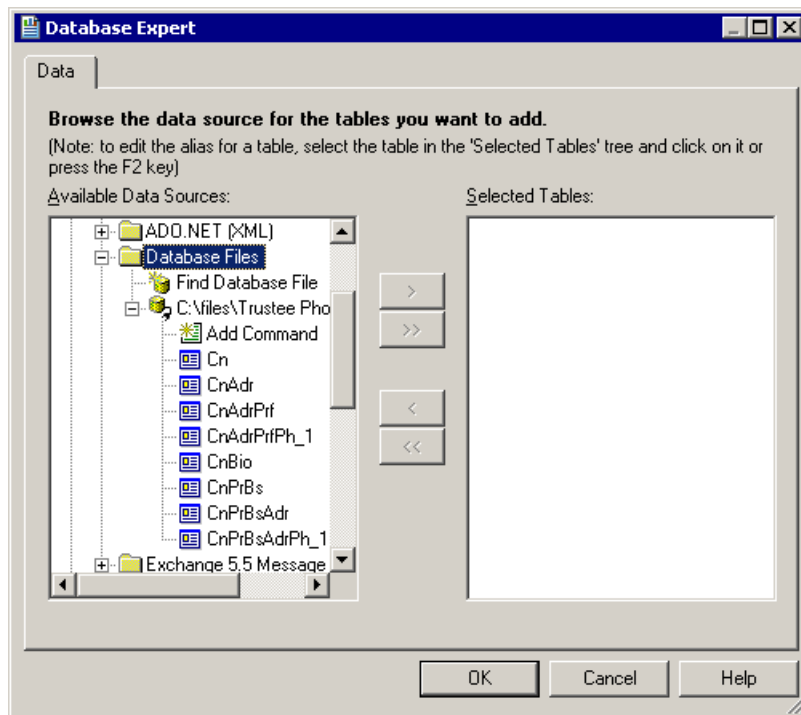 Database Expert
Data
Browse the data source for the tables you want to add.
(Note: to edit the alias for a table, select the table in the 'Selected Tables' tree and click on it or
press the F2 key)
Available Data Sources:
Selected Tables:
ADO.NET (XML)
Database Files
Find Database File
C:\files\Trustee Pho
Add Command
Cn
CnAdr
CnAdrPrf
CnAdrPrfPh_1
CnBio
CnPrBs
CnPrBsAdr
CnPrBsAdrPh_1
Exchange 5.5 Message
>
>>
<
<<
OK
Cancel
Help